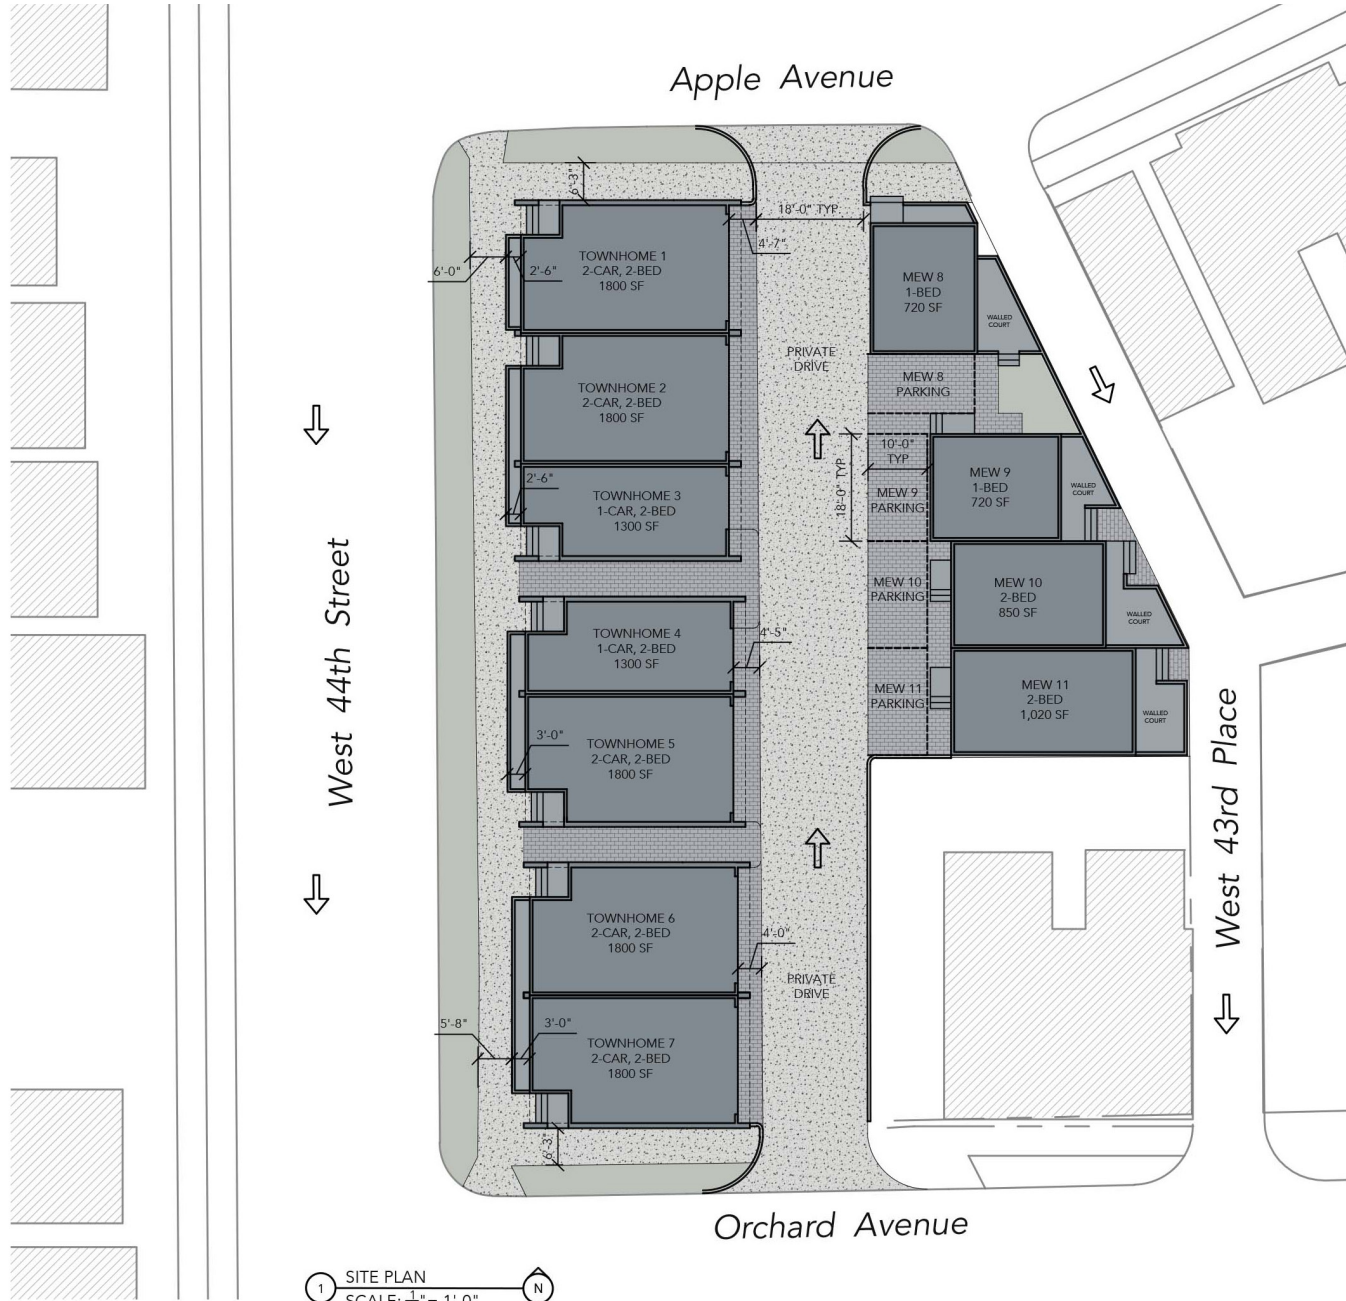 Apple Avenue
6'-3"
18'-0" TYP
4'-7"
6'-0"
2'-6"
TOWNHOME 1
2-CAR, 2-BED
1800 SF
MEW 8
1-BED
720 SF
WALLED
COURT
PRIVATE
DRIVE
MEW 8
PARKING
TOWNHOME 2
2-CAR, 2-BED
1800 SF
10'-0"
TYP
18'-0" TYP
MEW 9
1-BED
720 SF
WALLED
COURT
2'-6"
TOWNHOME 3
1-CAR, 2-BED
1300 SF
MEW 9
PARKING
MEW 10
PARKING
MEW 10
2-BED
850 SF
WALLED
COURT
TOWNHOME 4
1-CAR, 2-BED
1300 SF
4'-5"
MEW 11
PARKING
MEW 11
2-BED
1,020 SF
WALLED
COURT
West 44th Street
3'-0"
TOWNHOME 5
2-CAR, 2-BED
1800 SF
West 43rd Place
TOWNHOME 6
2-CAR, 2-BED
1800 SF
4'-0"
PRIVATE
DRIVE
5'-8"
3'-0"
TOWNHOME 7
2-CAR, 2-BED
1800 SF
Orchard Avenue
1
SITE PLAN
N